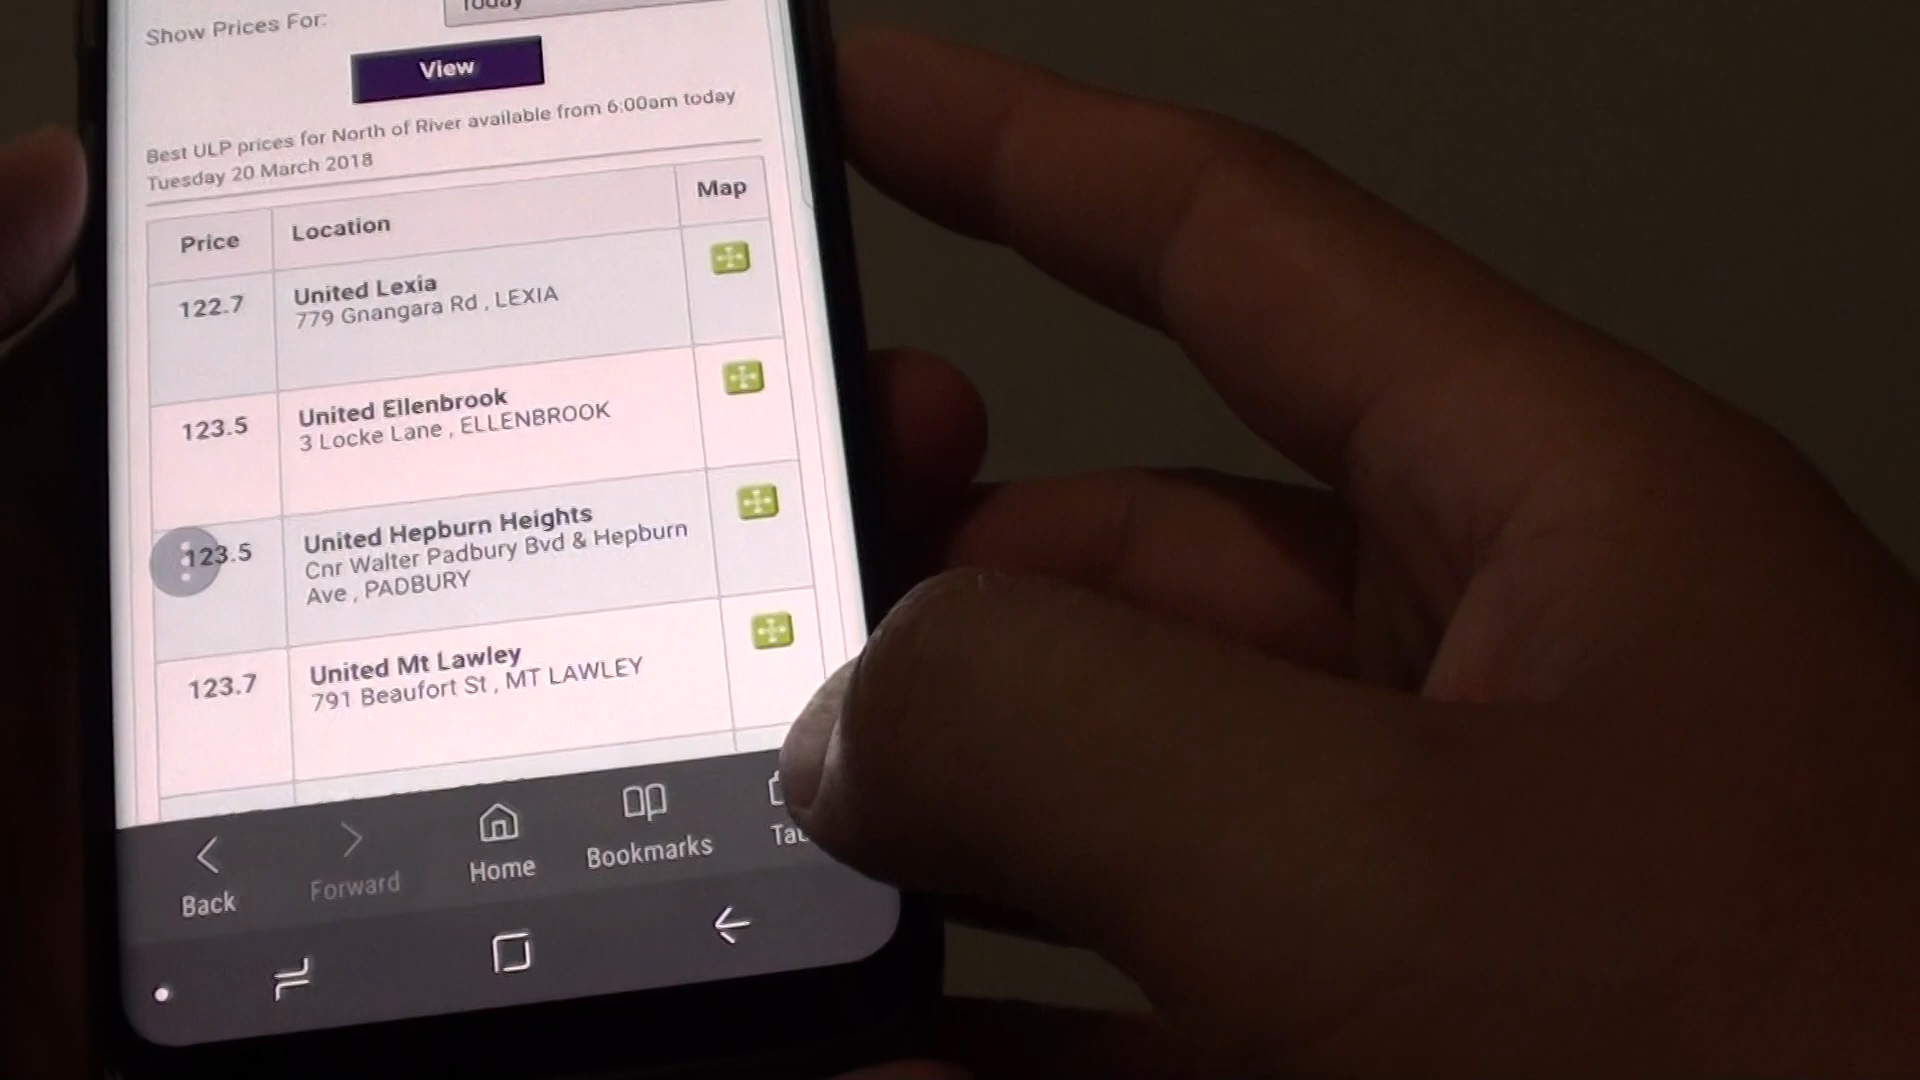 Show Prices For:
Today
View
Best ULP prices for North of River available from 6:00am today
Tuesday 20 March 2018
Price Location Map
122.7 United Lexia
779 Gnangara Rd , LEXIA
123.5 United Ellenbrook
3 Locke Lane , ELLENBROOK
123.5 United Hepburn Heights
Cnr Walter Padbury Bvd & Hepburn
Ave , PADBURY
123.7 United Mt Lawley
791 Beaufort St , MT LAWLEY
Back Forward Home Bookmarks